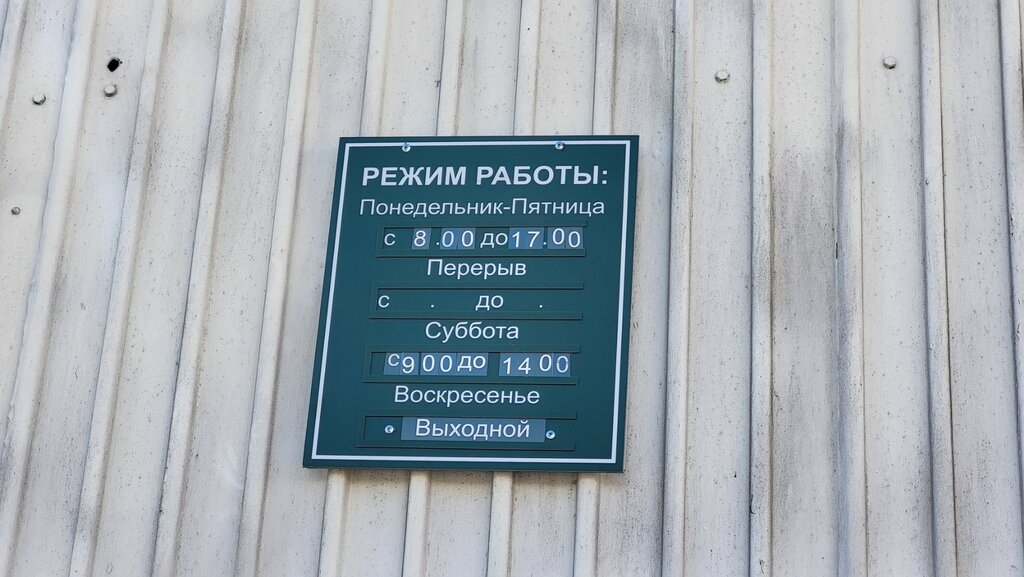 РЕЖИМ РАБОТЫ:
Понедельник-Пятница
с 8.00 до 17.00
Перерыв
с . до .
Суббота
с 900 до 1400
Воскресенье
Выходной